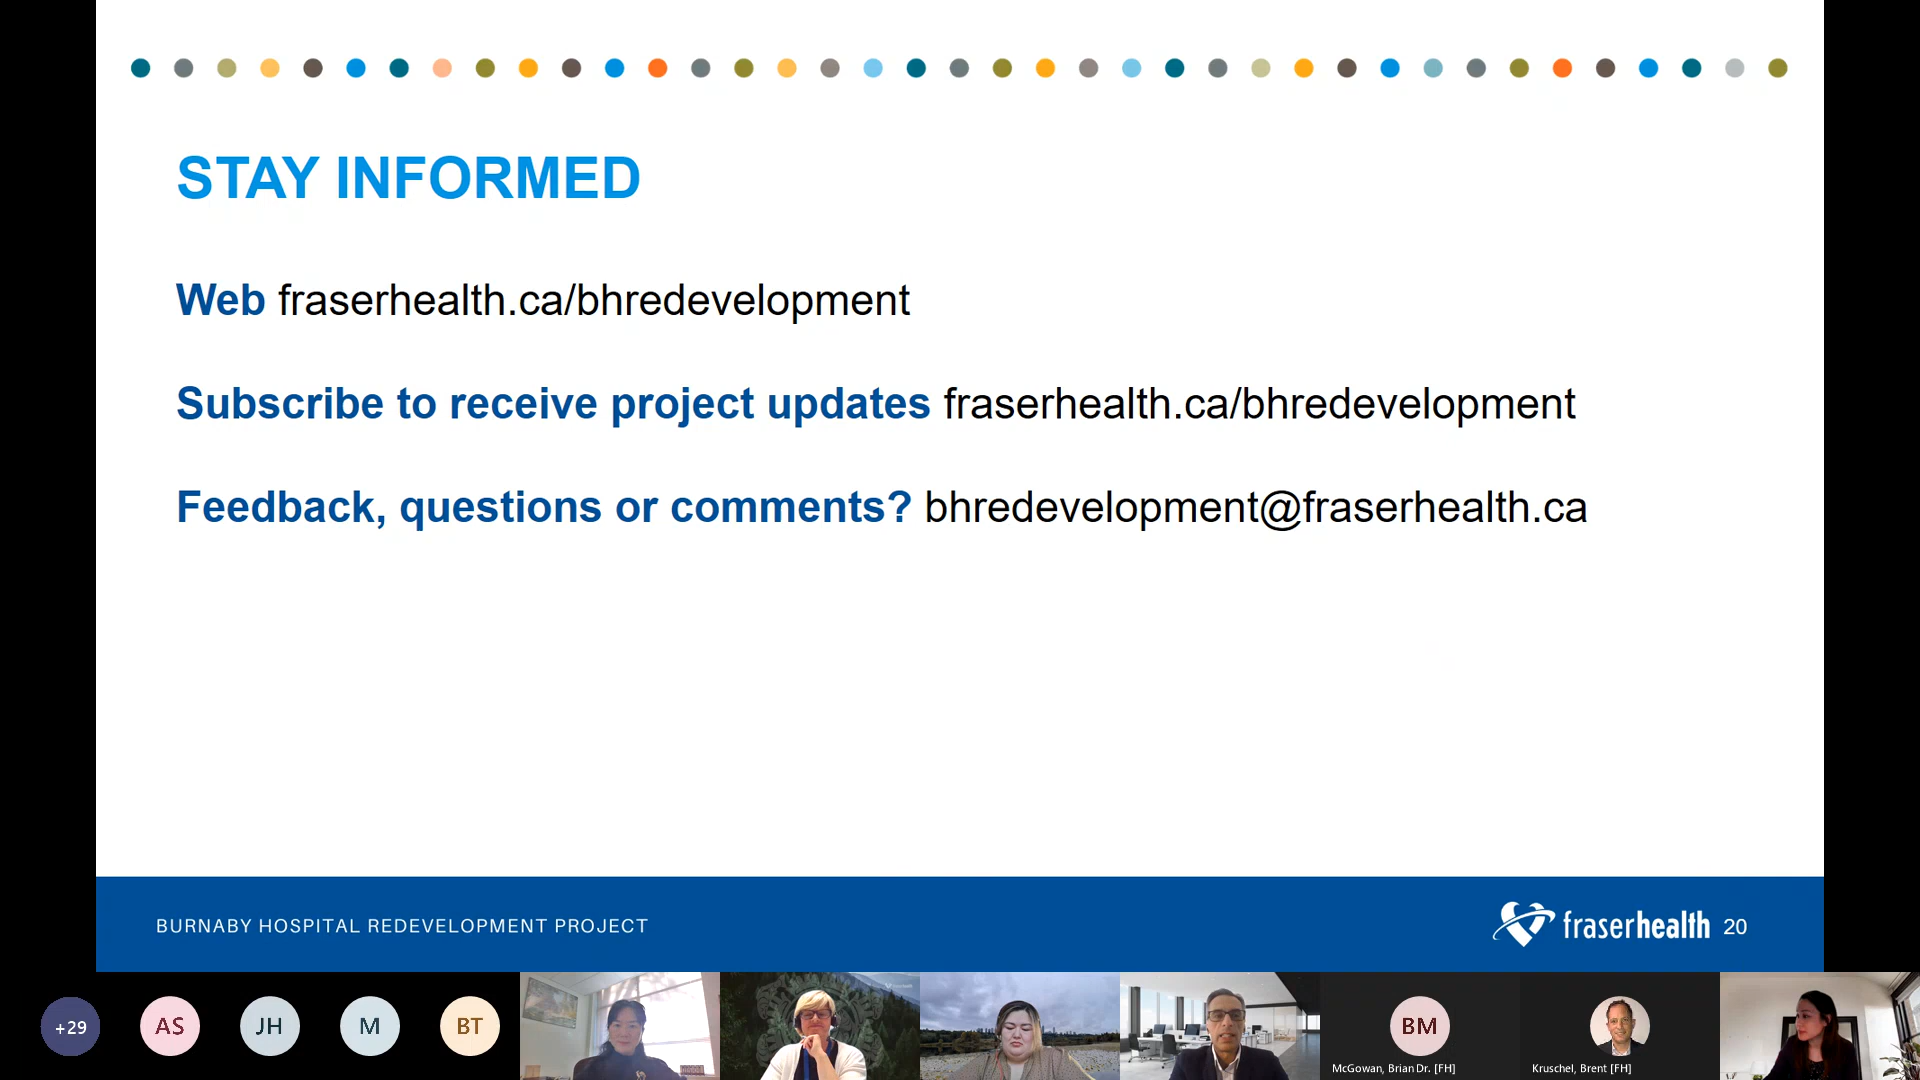 STAY INFORMED
Web fraserhealth.ca/bhredevelopment
Subscribe to receive project updates fraserhealth.ca/bhredevelopment
Feedback, questions or comments? bhredevelopment@fraserhealth.ca
BURNABY HOSPITAL REDEVELOPMENT PROJECT
fraserhealth 20
+29 AS JH M BT BM
McGowan, Brian Dr. [FH] Kruschel, Brent [FH]